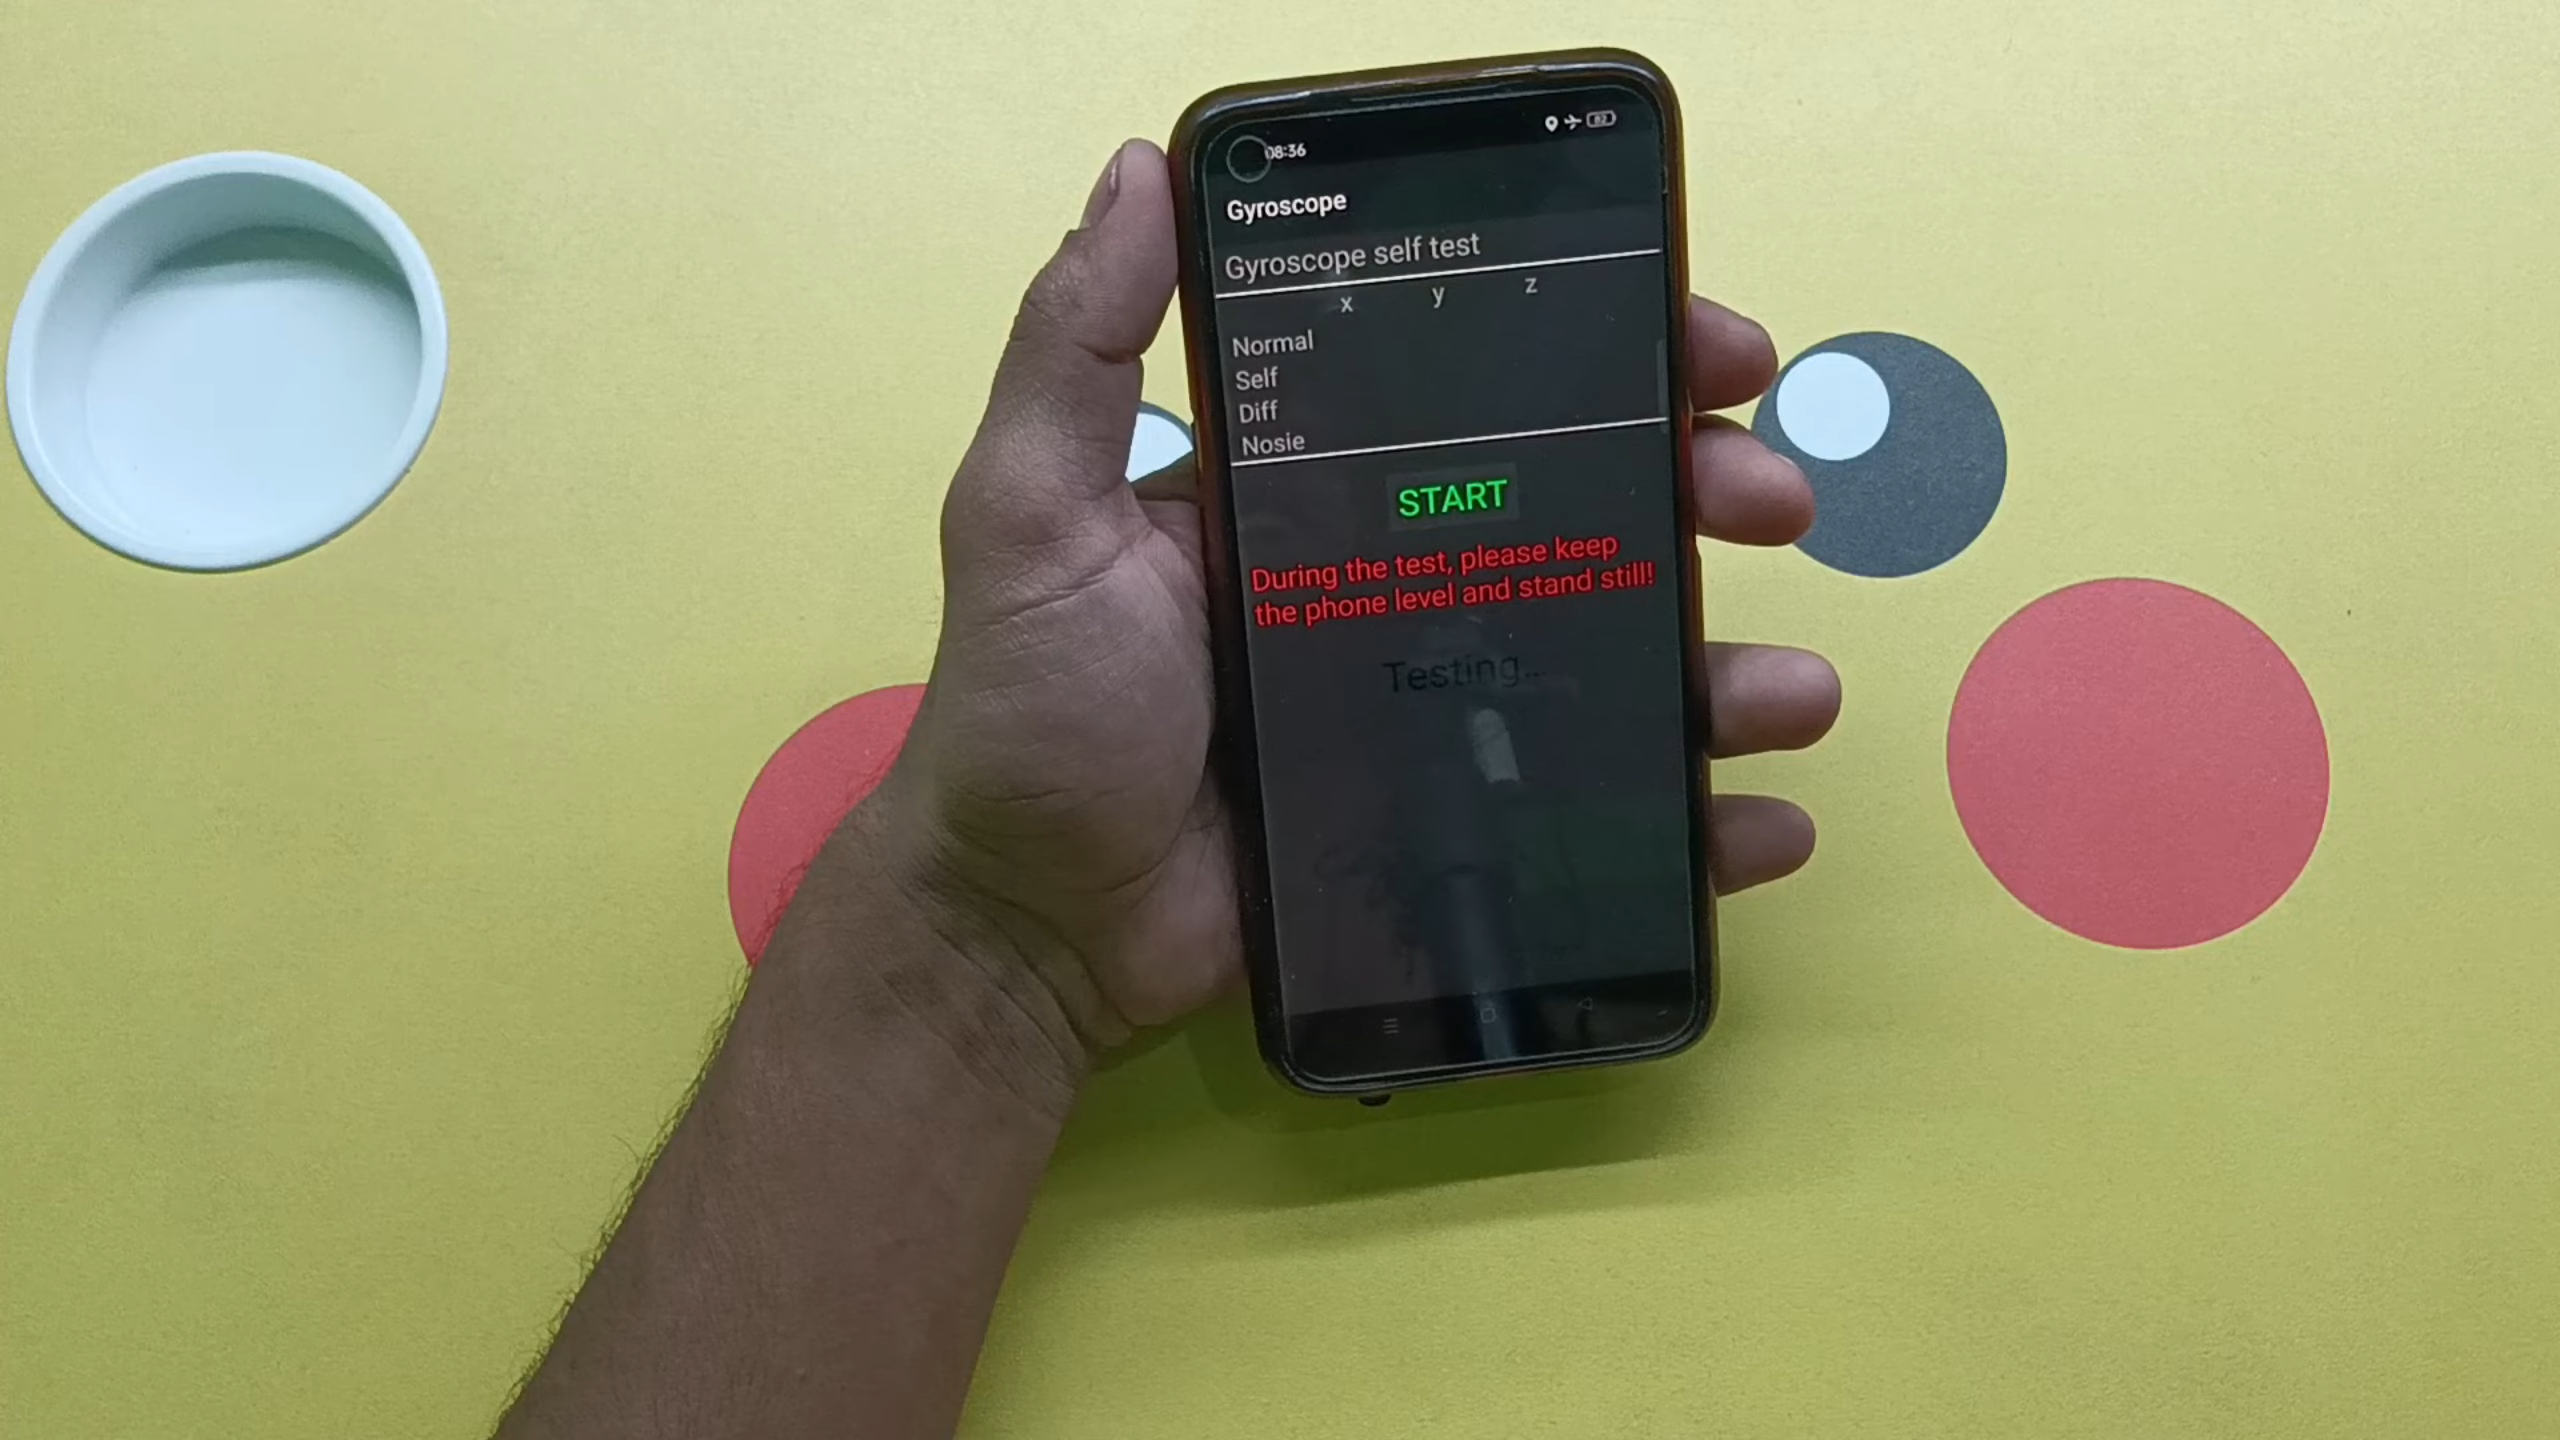 08:36 82
Gyroscope
Gyroscope self test
x y z
Normal
Self
Diff
Nosie
START
During the test, please keep
the phone level and stand still!
Testing...